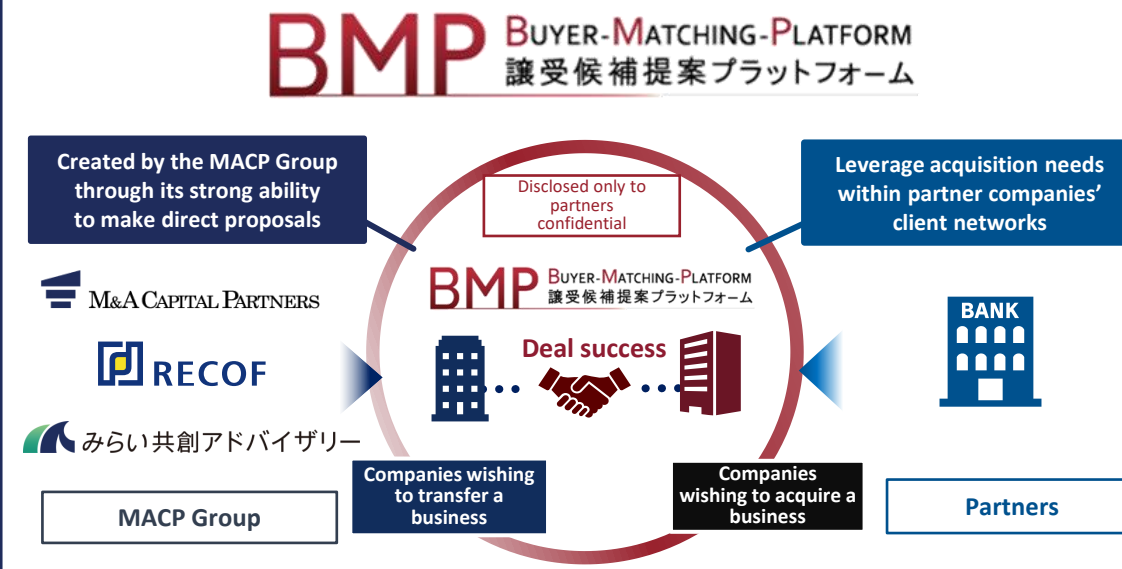 BMP BUYER-MATCHING-PLATFORM
譲受候補提案プラットフォーム
Created by the MACP Group
through its strong ability
to make direct proposals
Disclosed only to
partners
confidential
Leverage acquisition needs
within partner companies'
client networks
M&A CAPITAL PARTNERS
RECOF
みらい共創アドバイザリー
MACP Group
BMP BUYER-MATCHING-PLATFORM
譲受候補提案プラットフォーム
Deal success
Companies wishing
to transfer a
business
Companies
wishing to acquire a
business
BANK
Partners